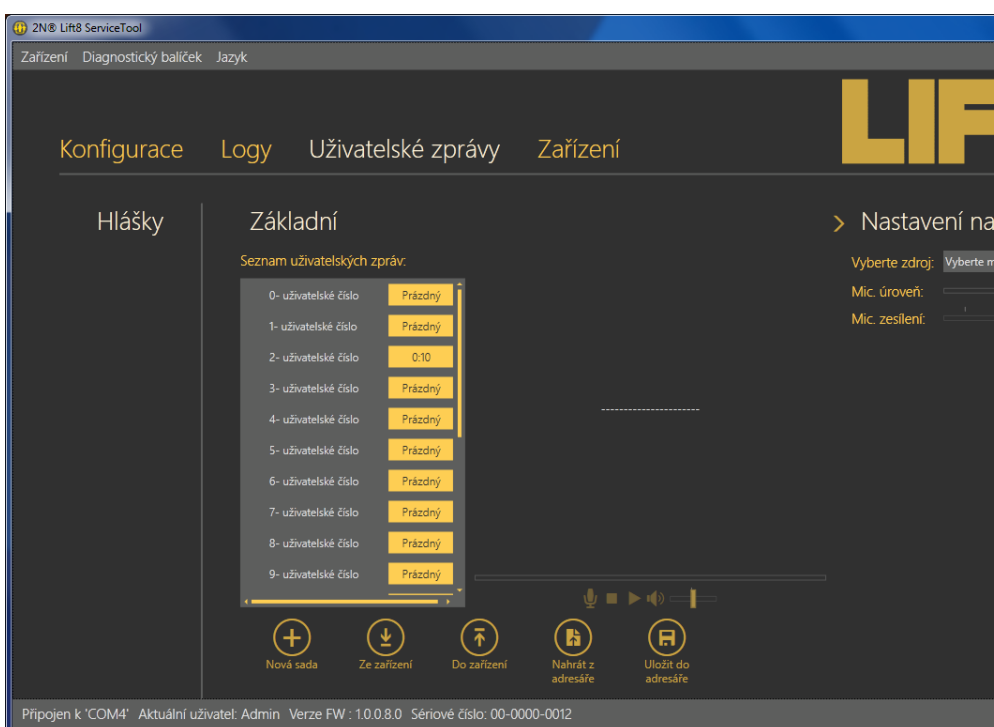 2N® Lift8 ServiceTool
Zařízení Diagnostický balíček Jazyk
LIF
Konfigurace Logy Uživatelské zprávy Zařízení
Hlášky
Základní
Seznam uživatelských zpráv:
0- uživatelské číslo Prázdný
1- uživatelské číslo Prázdný
2- uživatelské číslo 0:10
3- uživatelské číslo Prázdný
4- uživatelské číslo Prázdný
5- uživatelské číslo Prázdný
6- uživatelské číslo Prázdný
7- uživatelské číslo Prázdný
8- uživatelské číslo Prázdný
9- uživatelské číslo Prázdný
----------------------
Nastavení na
Vyberte zdroj: Vyberte m
Mic. úroveň:
Mic. zesílení:
Nová sada
Ze zařízení
Do zařízení
Nahrát z
adresáře
Uložit do
adresáře
Připojen k 'COM4' Aktuální uživatel: Admin Verze FW : 1.0.0.8.0 Sériové číslo: 00-0000-0012